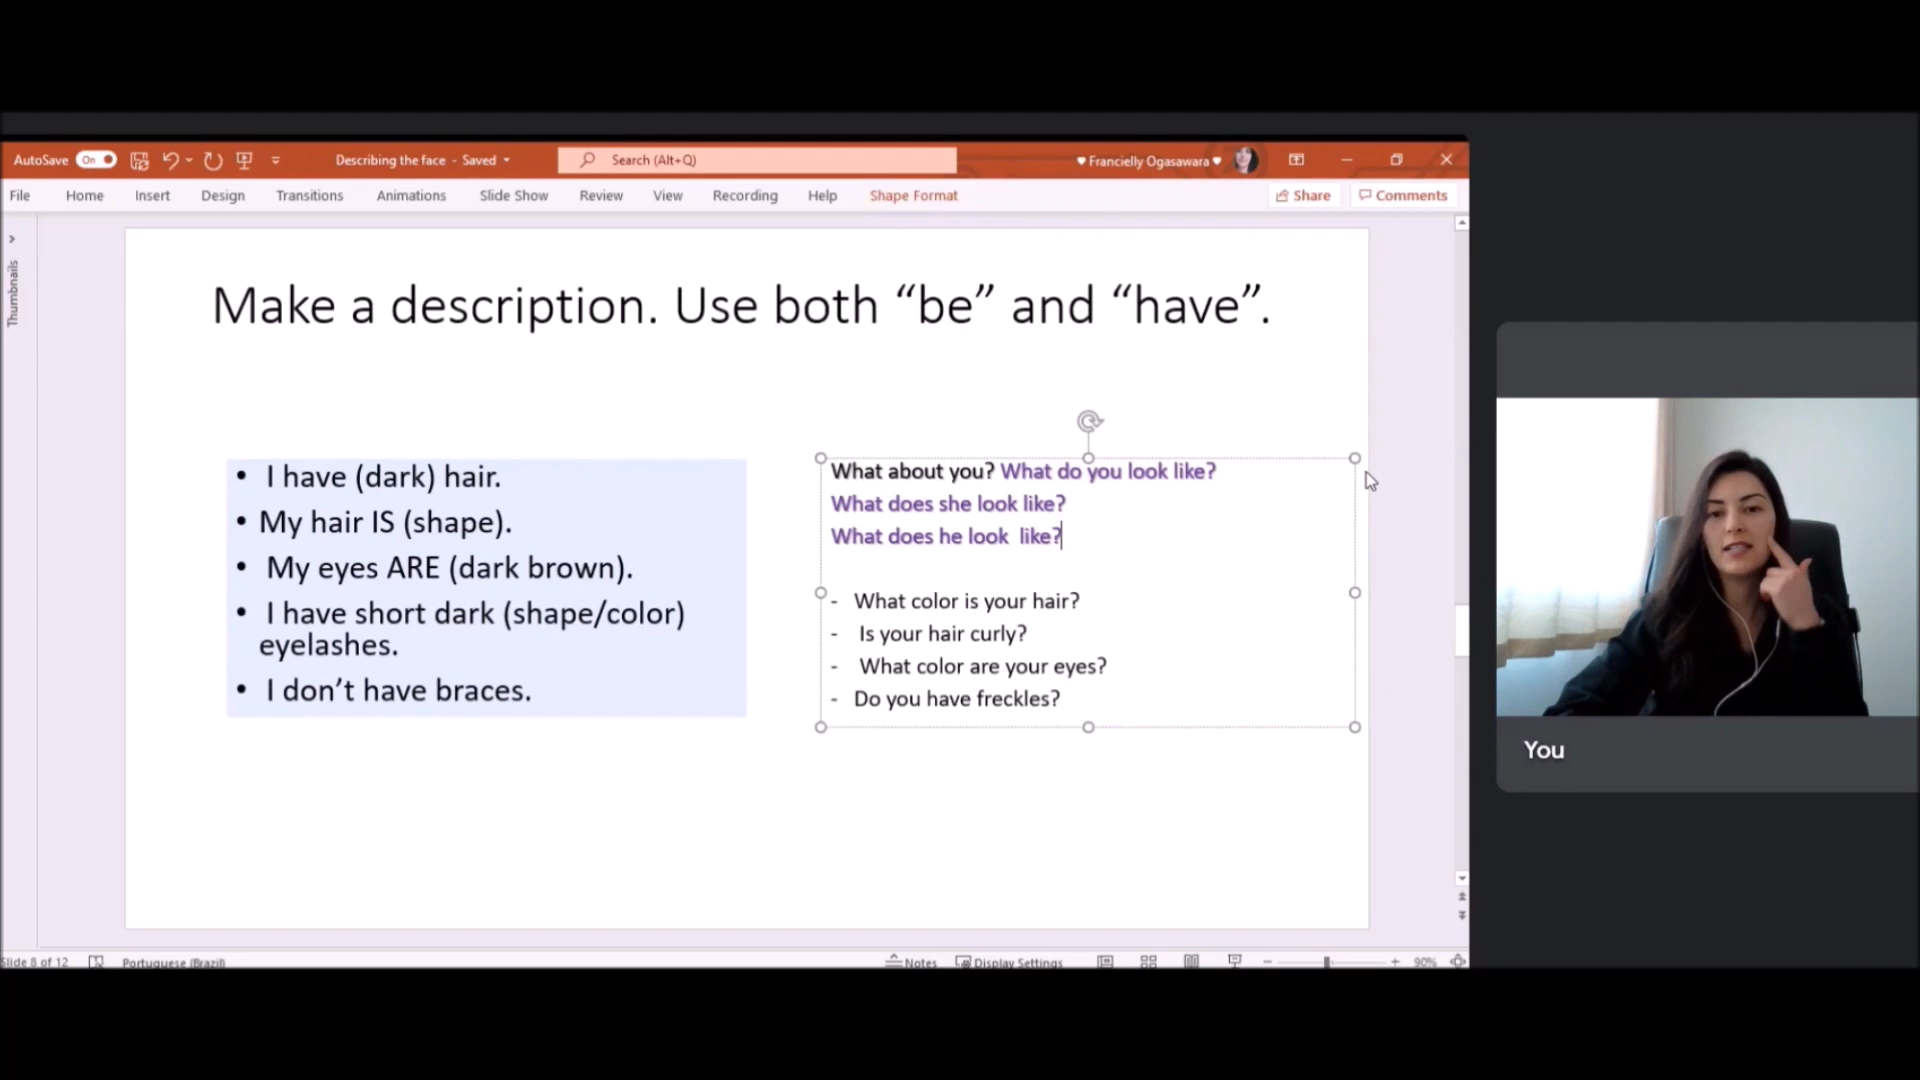 AutoSave On Describing the face - Saved Search (Alt+Q) ♥ Francielly Ogasawara ♥
File Home Insert Design Transitions Animations Slide Show Review View Recording Help Shape Format Share Comments
Thumbnails
Make a description. Use both “be” and “have”.
• I have (dark) hair.
• My hair IS (shape).
• My eyes ARE (dark brown).
• I have short dark (shape/color)
eyelashes.
• I don’t have braces.
What about you? What do you look like?
What does she look like?
What does he look  like?
- What color is your hair?
- Is your hair curly?
- What color are your eyes?
- Do you have freckles?
You
Slide 8 of 12 Portuguese (Brazil) Notes Display Settings 90%